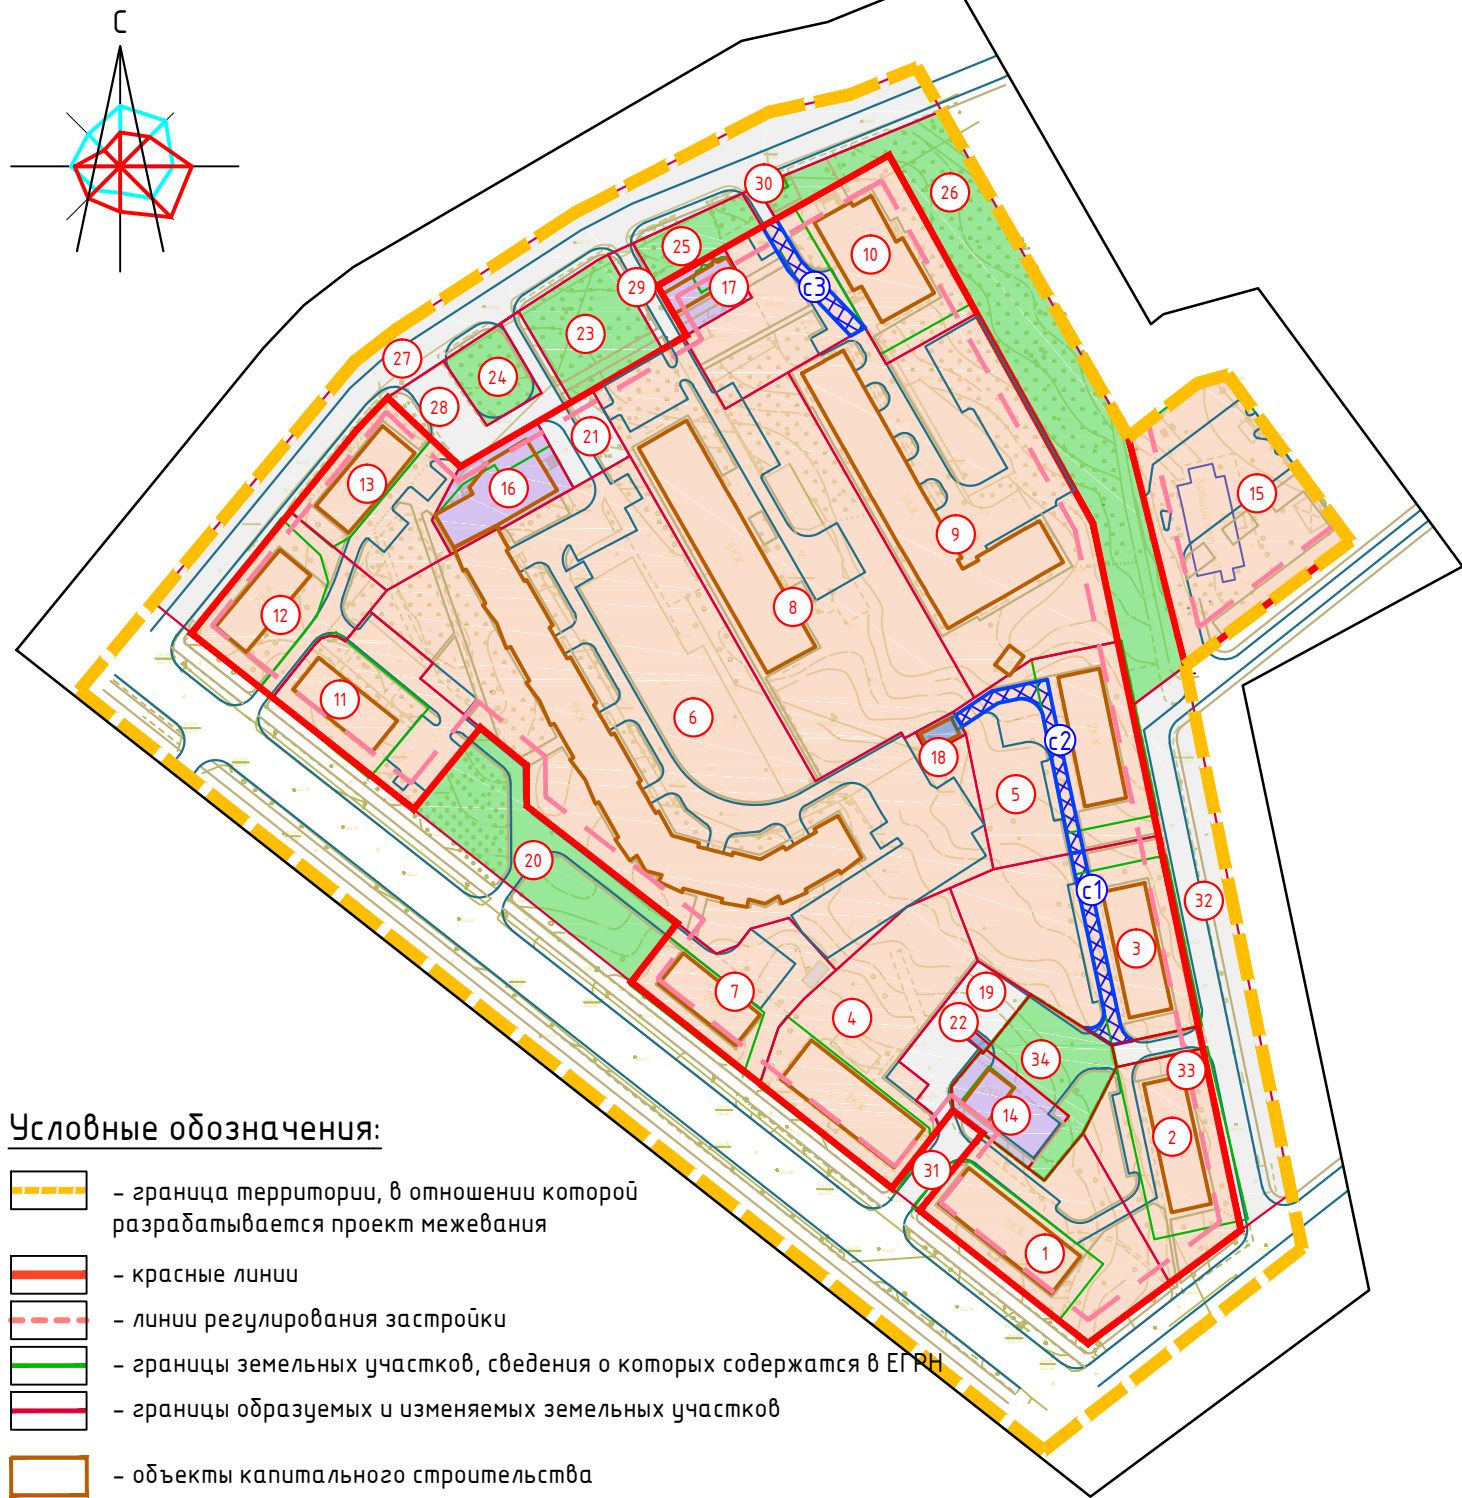 С
30
26
25
10
17
с3
29
23
27
24
28
21
13
16
15
9
12
8
11
6
с2
18
5
20
с1
32
3
7
19
4
22
34
33
14
2
31
1
Условные обозначения:
- граница территории, в отношении которой
разрабатывается проект межевания
- красные линии
- линии регулирования застройки
- границы земельных участков, сведения о которых содержатся в ЕГРН
- границы образуемых и изменяемых земельных участков
- объекты капитального строительства